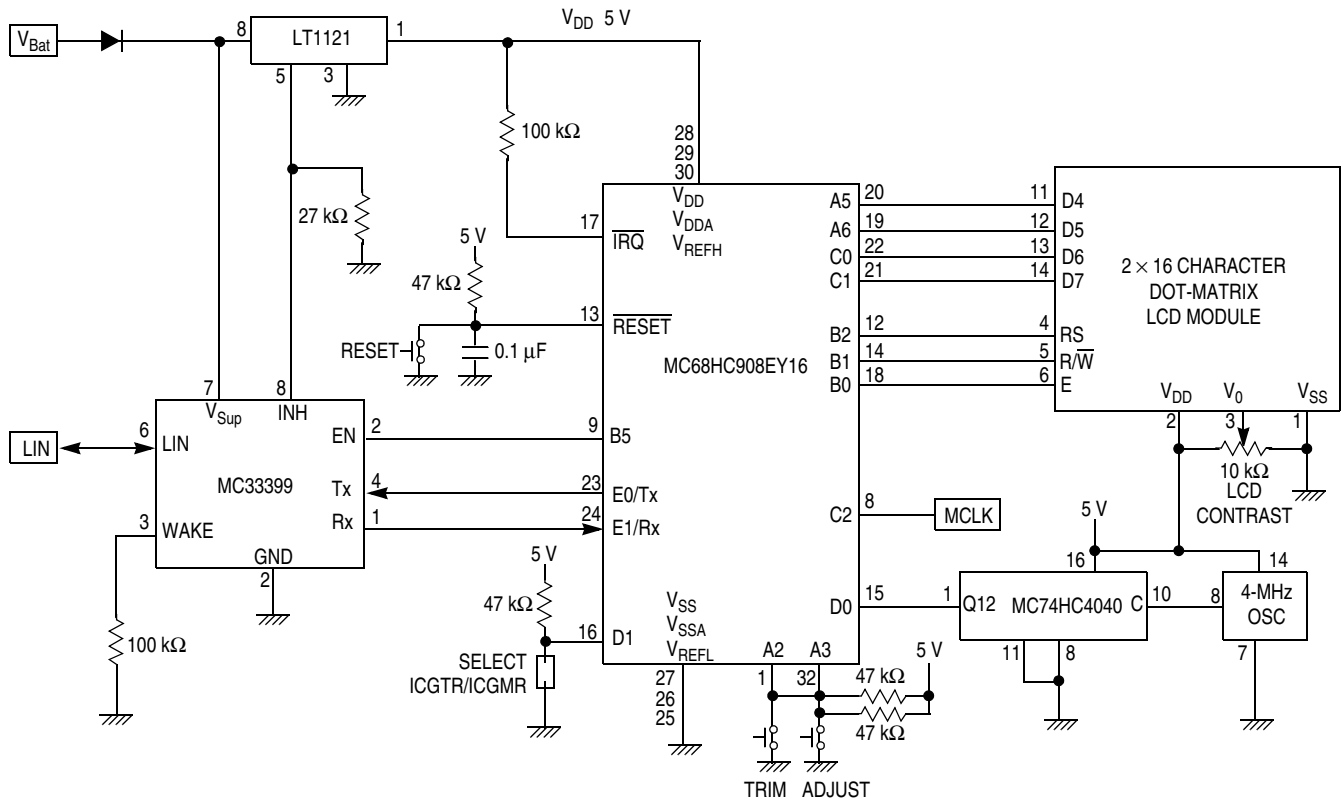 V_Bat
8
LT1121
1
V_DD 5 V
5
3
100 kΩ
28
29
30
27 kΩ
17
IRQ
V_DD
V_DDA
V_REFH
5 V
47 kΩ
13
RESET
RESET
0.1 µF
MC68HC908EY16
A5
20
11
D4
A6
19
12
D5
C0
22
13
D6
C1
21
14
D7
B2
12
4
RS
B1
14
5
R/W
B0
18
6
E
2 × 16 CHARACTER
DOT-MATRIX
LCD MODULE
V_DD
V_0
V_SS
2
3
1
10 kΩ
LCD
CONTRAST
7
8
V_Sup
INH
LIN
6
LIN
EN
2
9
B5
MC33399
Tx
4
23
E0/Tx
Rx
1
24
E1/Rx
3
WAKE
GND
2
100 kΩ
5 V
47 kΩ
16
D1
SELECT
ICGTR/ICGMR
V_SS
V_SSA
V_REFL
27
26
25
C2
8
MCLK
D0
15
1
Q12
MC74HC4040
C
10
8
4-MHz
OSC
5 V
16
14
11
8
7
A2
A3
1
32
5 V
47 kΩ
47 kΩ
TRIM
ADJUST